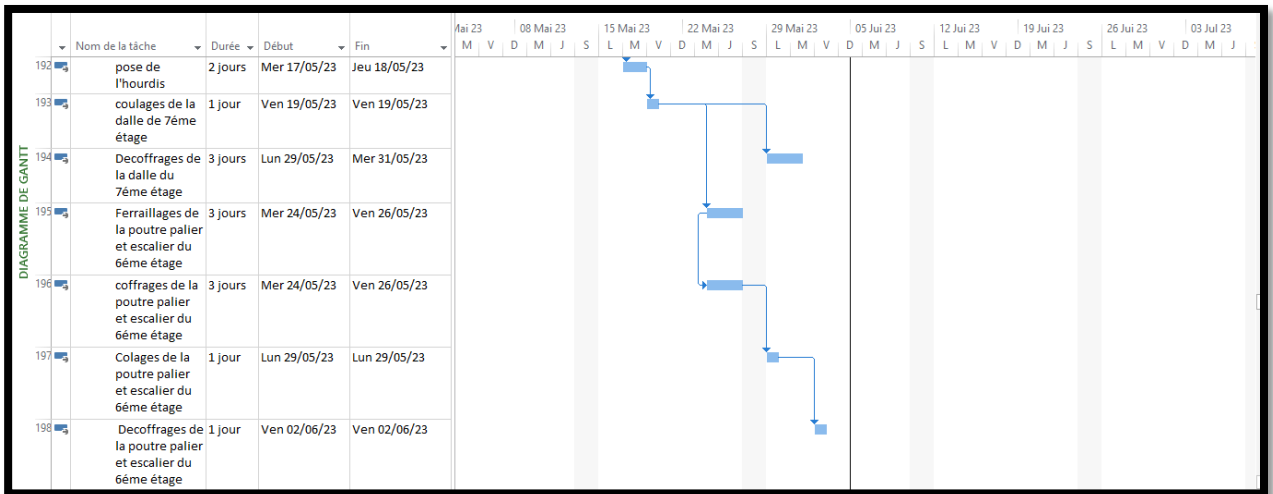 Mai 23 08 Mai 23 15 Mai 23 22 Mai 23 29 Mai 23 05 Jui 23 12 Jui 23 19 Jui 23 26 Jui 23 03 Jul 23
Nom de la tâche Durée Début Fin M V D M J S L M V D M J S L M V D M J S L M V D M J S L M V D M J
192 pose de 2 jours Mer 17/05/23 Jeu 18/05/23
l'hourdis
193 coulages de la 1 jour Ven 19/05/23 Ven 19/05/23
dalle de 7éme
étage
194 Decoffrages de 3 jours Lun 29/05/23 Mer 31/05/23
la dalle du
7éme étage
195 Ferraillages de 3 jours Mer 24/05/23 Ven 26/05/23
la poutre palier
et escalier du
6éme étage
196 coffrages de la 3 jours Mer 24/05/23 Ven 26/05/23
poutre palier
et escalier du
6éme étage
197 Colages de la 1 jour Lun 29/05/23 Lun 29/05/23
poutre palier
et escalier du
6éme étage
198 Decoffrages de 1 jour Ven 02/06/23 Ven 02/06/23
la poutre palier
et escalier du
6éme étage
DIAGRAMME DE GANTT